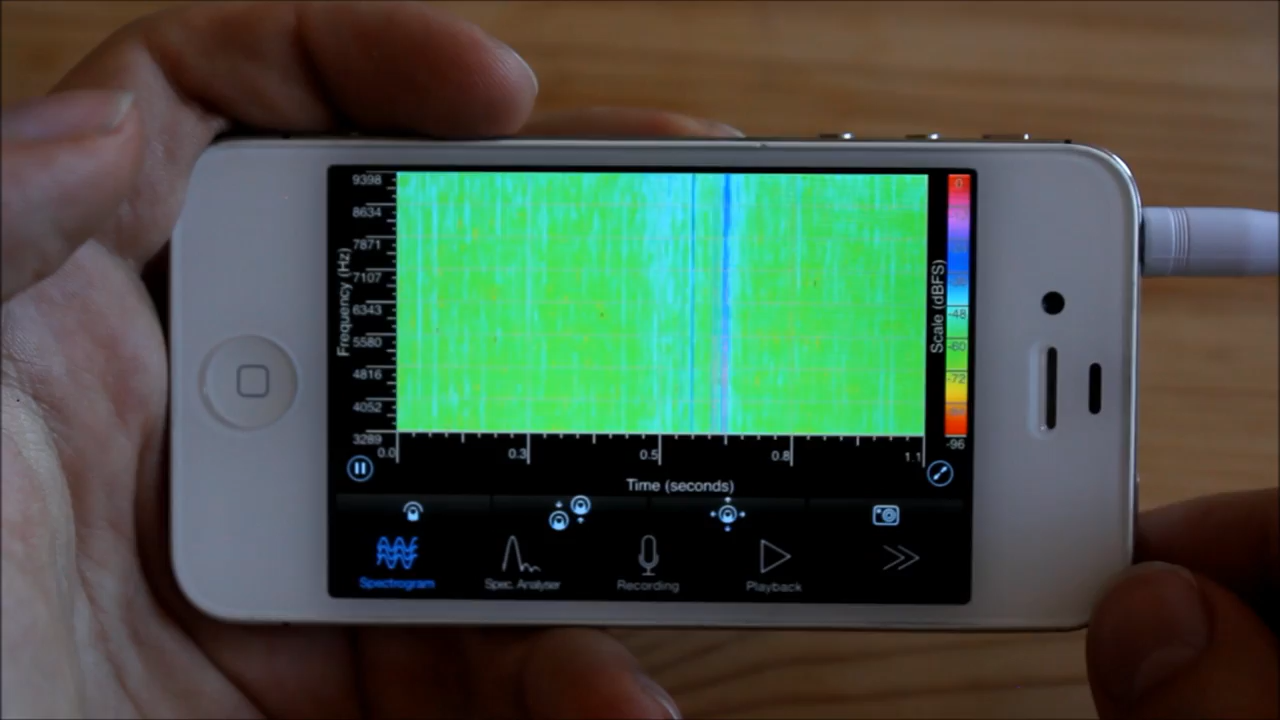 9398
8634
7871
7107
6343
5580
4816
4052
3289
Frequency (Hz)
0.0
0.3
0.5
0.8
1.1
Time (seconds)
Scale (dBFS)
0
-48
-60
-72
-96
Spectrogram
Spec. Analyser
Recording
Playback